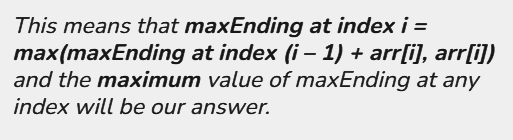 This means that maxEnding at index i =
max(maxEnding at index (i – 1) + arr[i], arr[i])
and the maximum value of maxEnding at any
index will be our answer.